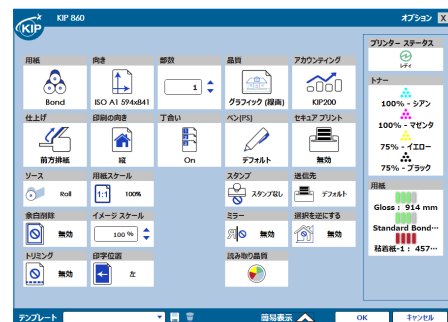 KIP
KIP 860
オプション X
用紙
向き
部数
品質
アカウンティング
Bond
ISO A1 594x841
1
グラフィック (線画)
KIP200
仕上げ
印刷の向き
丁合い
ペン(PS)
セキュアプリント
前方排紙
縦
On
デフォルト
無効
ソース
用紙スケール
スタンプ
送信先
Roll
1:1
100%
スタンプなし
デフォルト
余白削除
イメージ スケール
ミラー
選択を逆にする
無効
100 %
無効
無効
トリミング
印字位置
読み取り品質
無効
左
プリンター ステータス
レディ
トナー
100% - シアン
100% - マゼンタ
75% - イエロー
75% - ブラック
用紙
Gloss : 914 mm
Standard Bond…
粘着紙-1 : 457…
テンプレート
簡易表示
OK
キャンセル